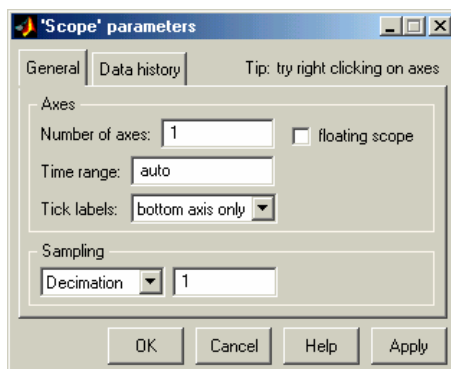 'Scope' parameters
General Data history Tip: try right clicking on axes
Axes
Number of axes: 1 floating scope
Time range: auto
Tick labels: bottom axis only
Sampling
Decimation 1
OK Cancel Help Apply